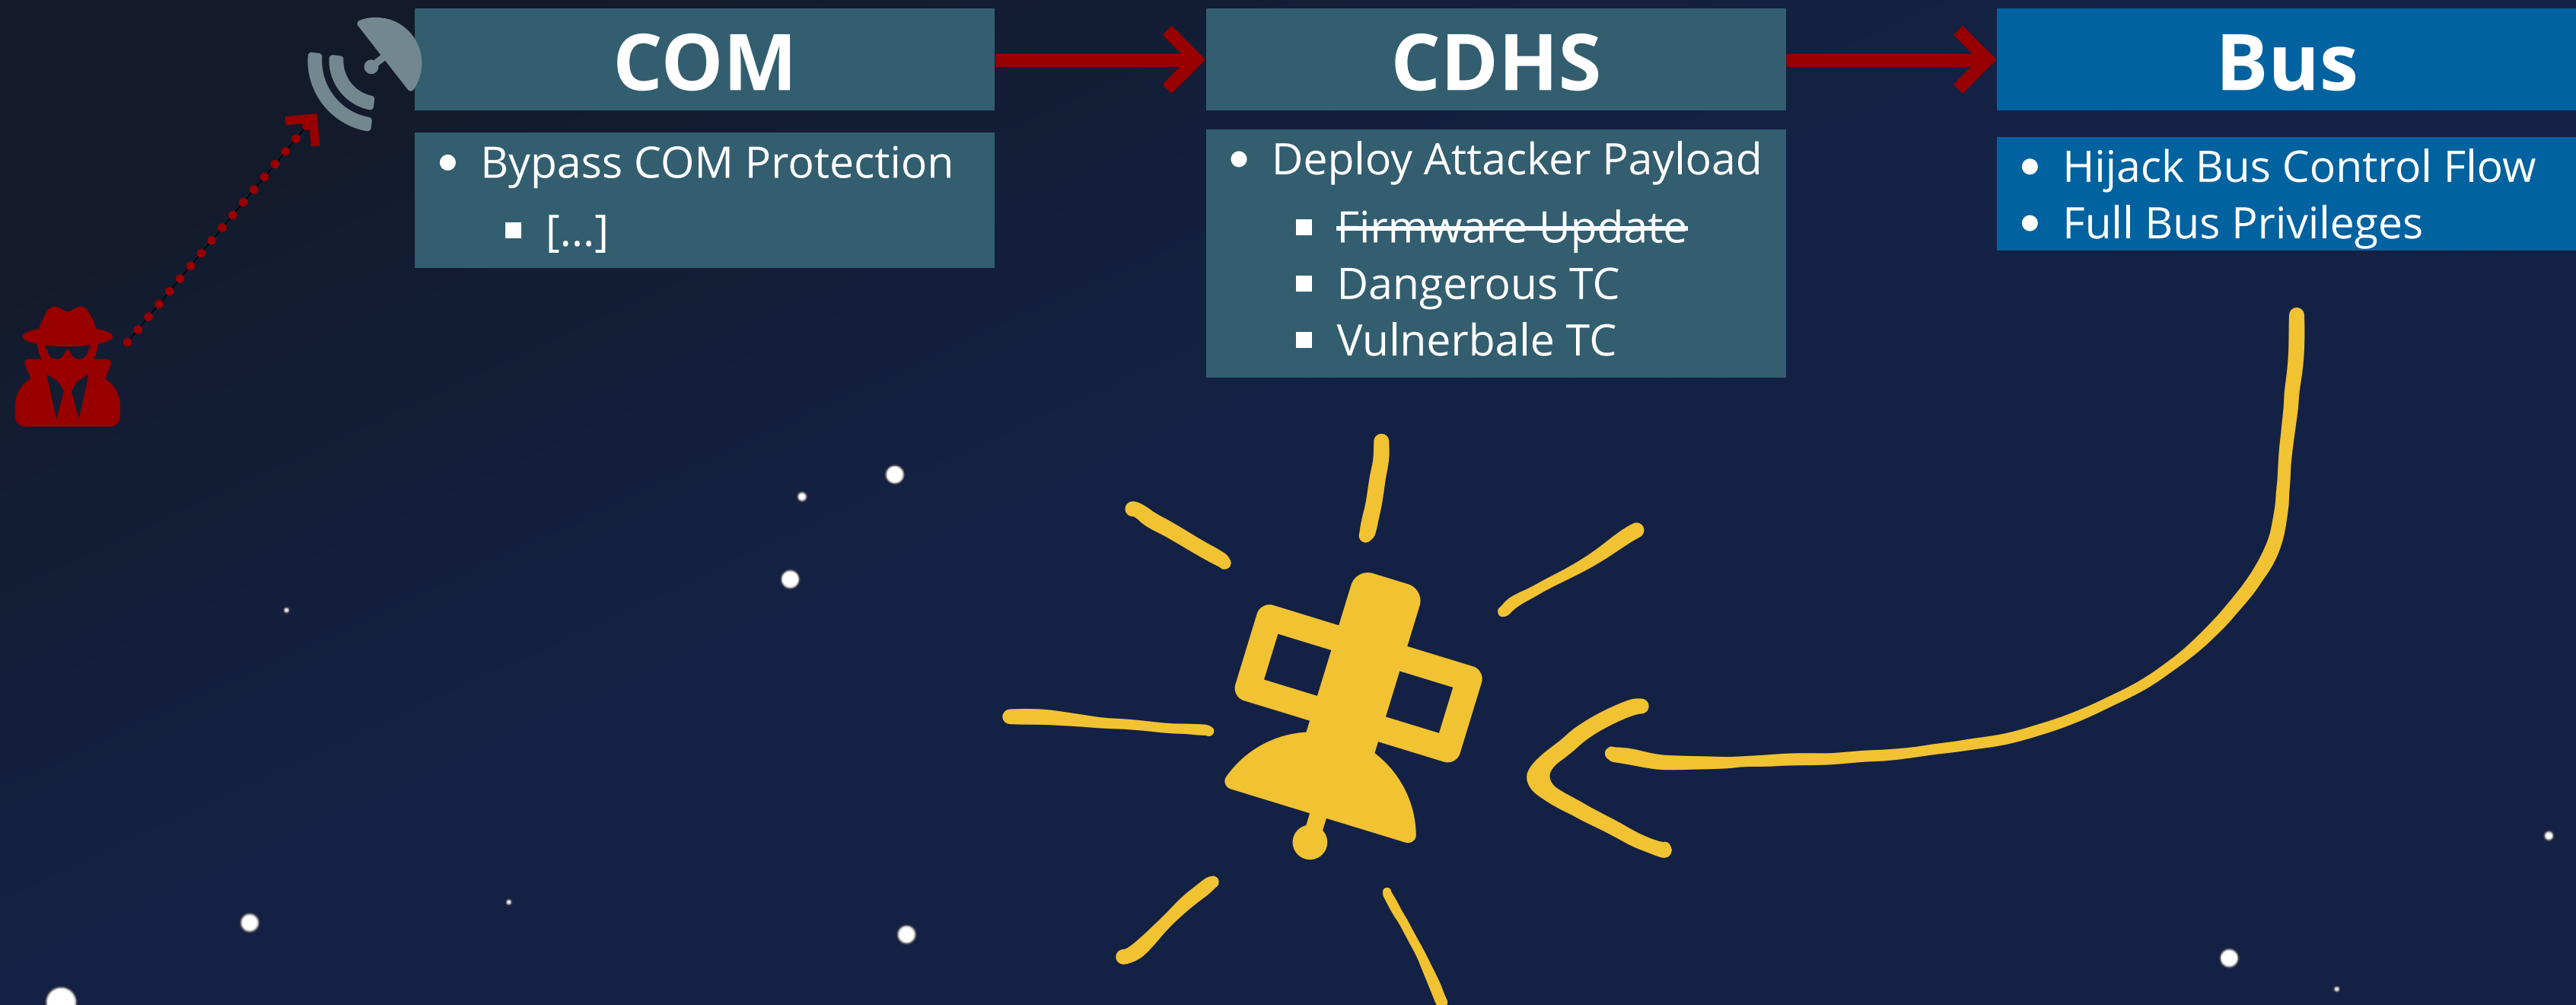 COM
• Bypass COM Protection
▪ [...]
CDHS
• Deploy Attacker Payload
▪ Firmware Update
▪ Dangerous TC
▪ Vulnerbale TC
Bus
• Hijack Bus Control Flow
• Full Bus Privileges